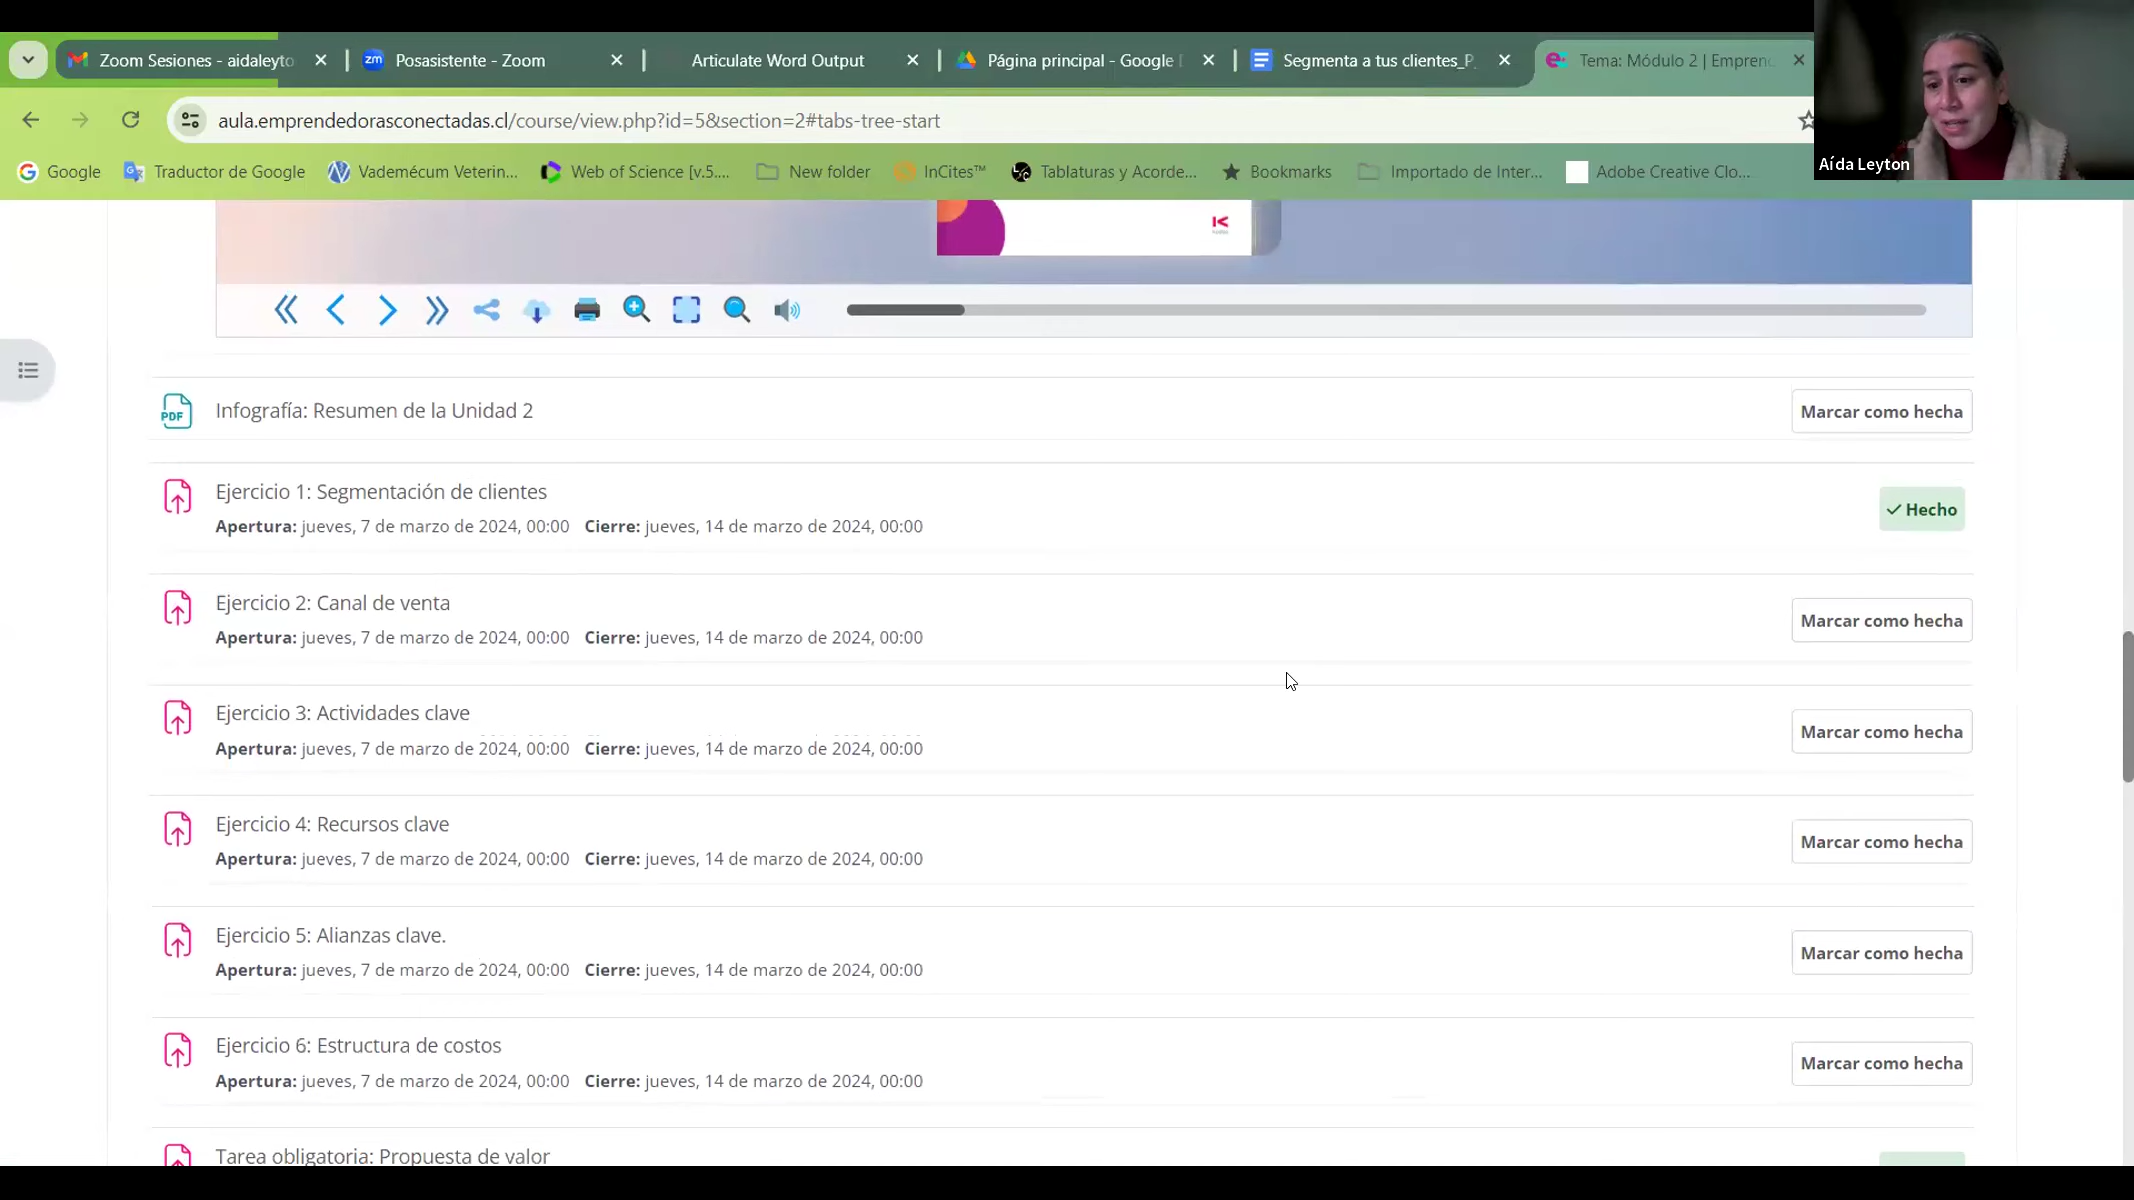 Zoom Sesiones - aidaleyto
Posasistente - Zoom
Articulate Word Output
Página principal - Google
Segmenta a tus clientes_P
Tema: Módulo 2 | Emprend
aula.emprendedorasconectadas.cl/course/view.php?id=5&section=2#tabs-tree-start
Aída Leyton
Google
Traductor de Google
Vademécum Veterin...
Web of Science [v.5....
New folder
InCites™
Tablaturas y Acorde...
Bookmarks
Importado de Inter...
Adobe Creative Clo...
PDF
Infografía: Resumen de la Unidad 2
Marcar como hecha
Ejercicio 1: Segmentación de clientes
Apertura: jueves, 7 de marzo de 2024, 00:00 Cierre: jueves, 14 de marzo de 2024, 00:00
Hecho
Ejercicio 2: Canal de venta
Apertura: jueves, 7 de marzo de 2024, 00:00 Cierre: jueves, 14 de marzo de 2024, 00:00
Marcar como hecha
Ejercicio 3: Actividades clave
Apertura: jueves, 7 de marzo de 2024, 00:00 Cierre: jueves, 14 de marzo de 2024, 00:00
Marcar como hecha
Ejercicio 4: Recursos clave
Apertura: jueves, 7 de marzo de 2024, 00:00 Cierre: jueves, 14 de marzo de 2024, 00:00
Marcar como hecha
Ejercicio 5: Alianzas clave.
Apertura: jueves, 7 de marzo de 2024, 00:00 Cierre: jueves, 14 de marzo de 2024, 00:00
Marcar como hecha
Ejercicio 6: Estructura de costos
Apertura: jueves, 7 de marzo de 2024, 00:00 Cierre: jueves, 14 de marzo de 2024, 00:00
Marcar como hecha
Tarea obligatoria: Propuesta de valor